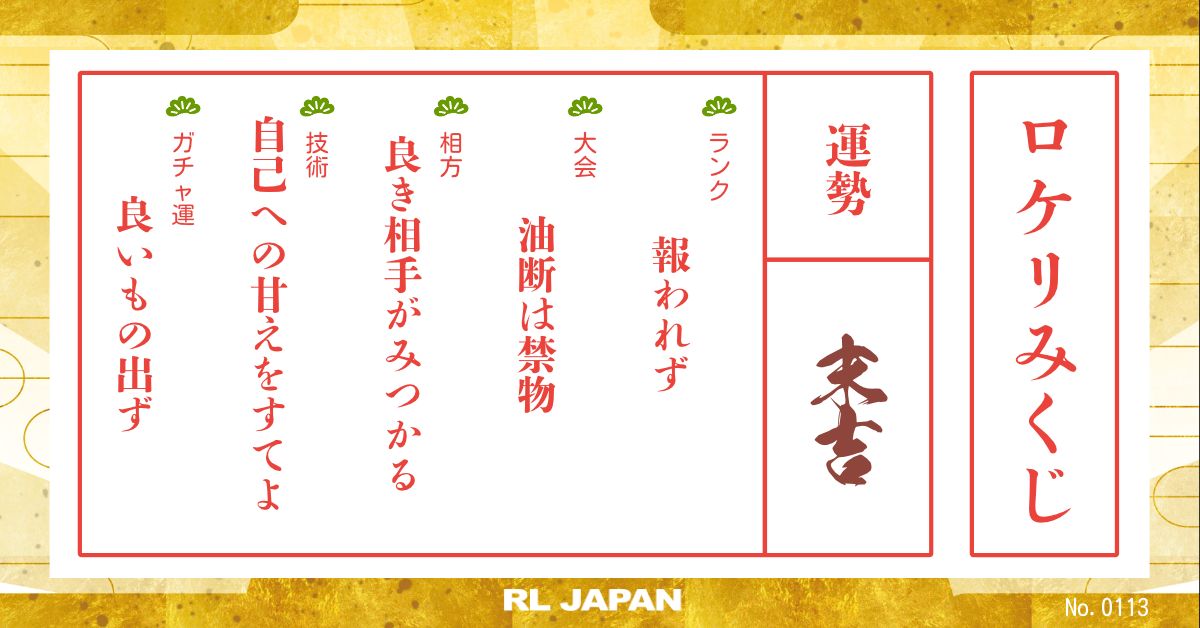 ロケリみくじ
運勢
末吉
ランク
報われず
大会
油断は禁物
相方
良き相手がみつかる
技術
自己への甘えをすてよ
ガチャ運
良いもの出ず
RL JAPAN
No. 0113